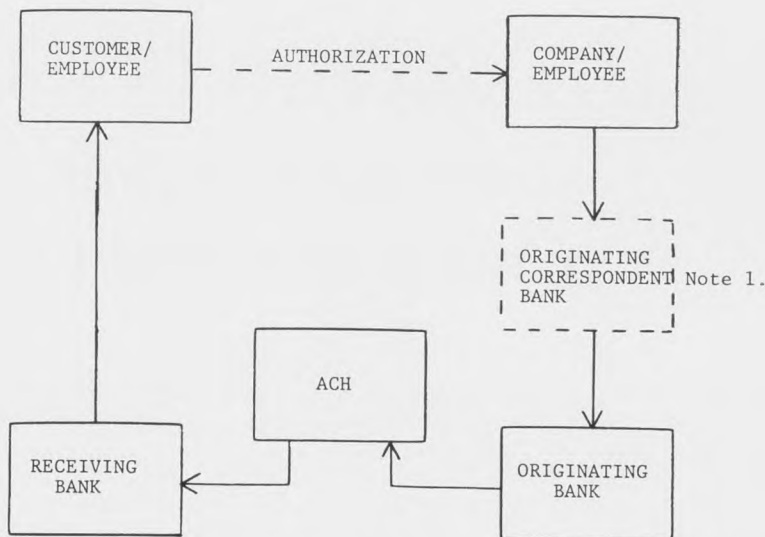 CUSTOMER/
EMPLOYEE
AUTHORIZATION
COMPANY/
EMPLOYEE
ORIGINATING
CORRESPONDENT Note 1.
BANK
ACH
RECEIVING
BANK
ORIGINATING
BANK